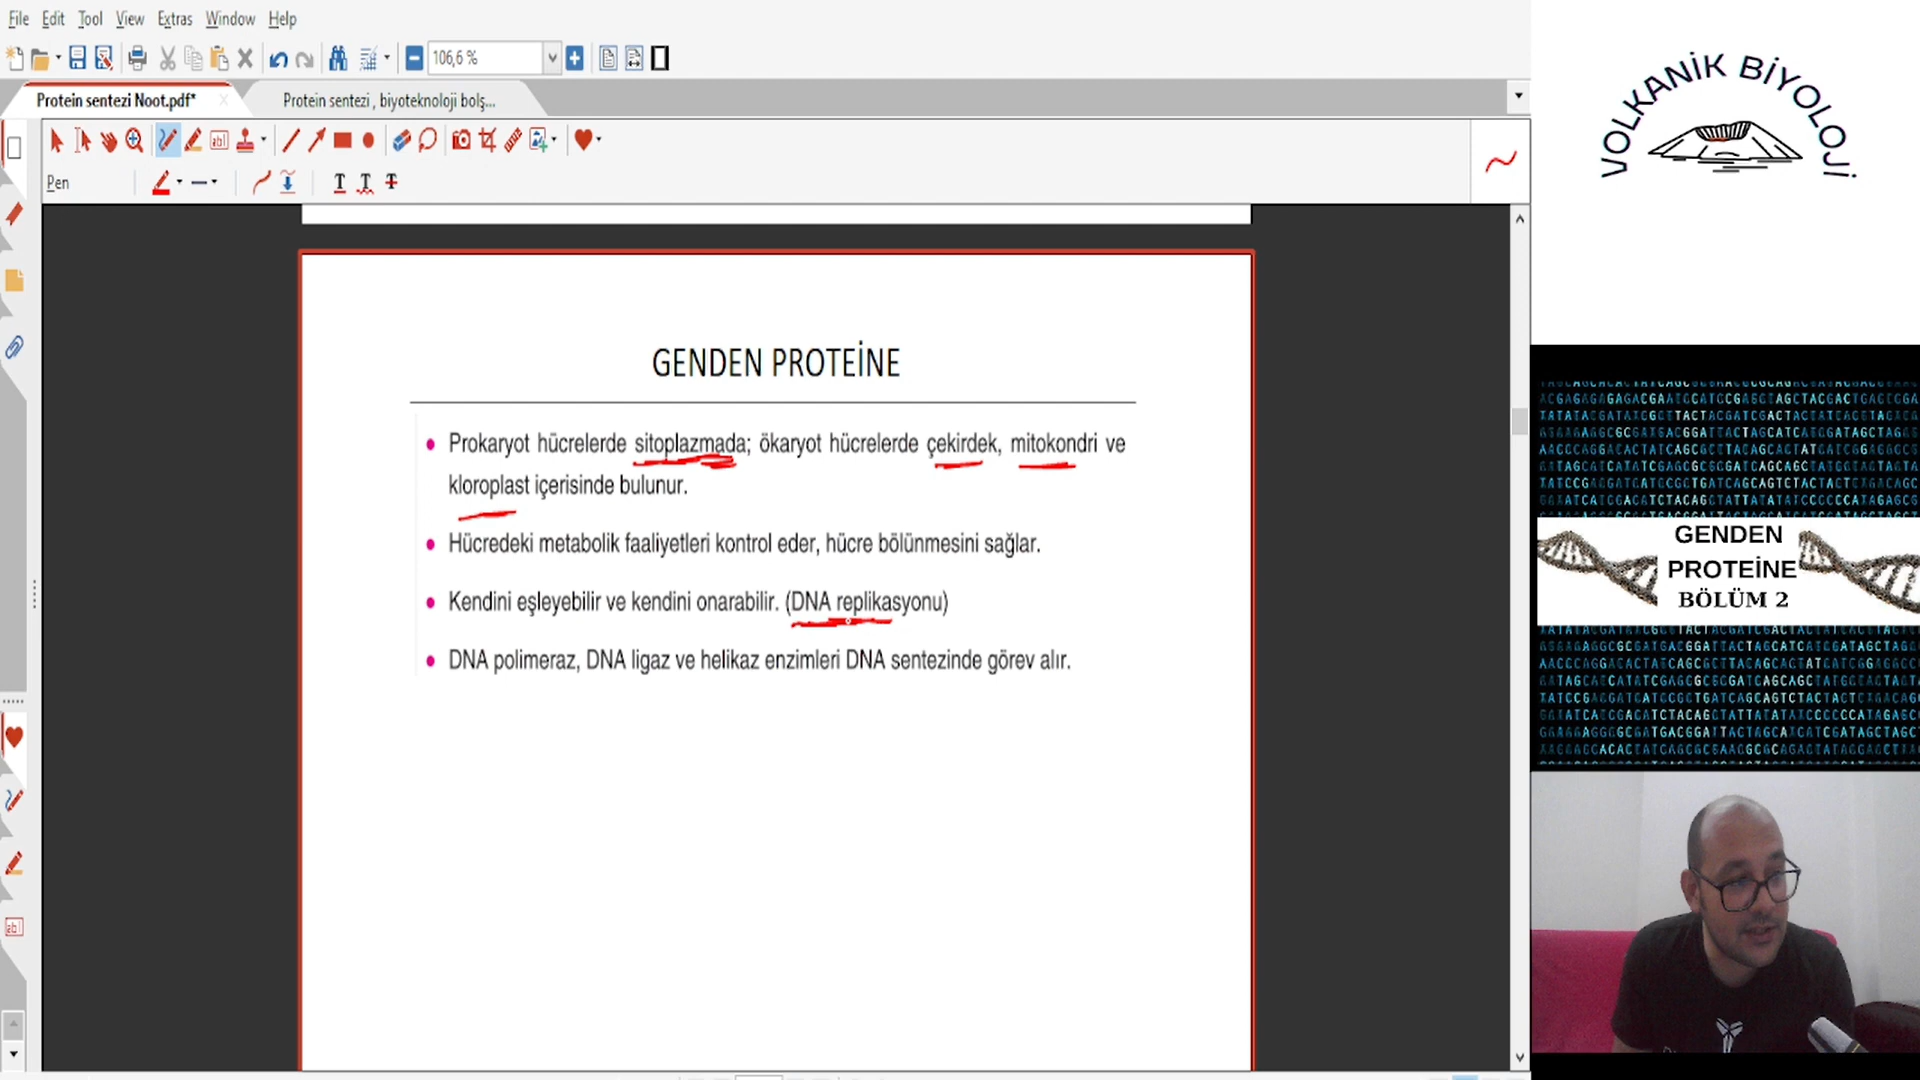 File Edit Tool View Extras Window Help
106,6 %
Protein sentezi Noot.pdf*
Protein sentezi , biyoteknoloji bolş...
Pen
GENDEN PROTEİNE
• Prokaryot hücrelerde sitoplazmada; ökaryot hücrelerde çekirdek, mitokondri ve
kloroplast içerisinde bulunur.
• Hücredeki metabolik faaliyetleri kontrol eder, hücre bölünmesini sağlar.
• Kendini eşleyebilir ve kendini onarabilir. (DNA replikasyonu)
• DNA polimeraz, DNA ligaz ve helikaz enzimleri DNA sentezinde görev alır.
VOLKANİK BİYOLOJİ
GENDEN
PROTEİNE
BÖLÜM 2